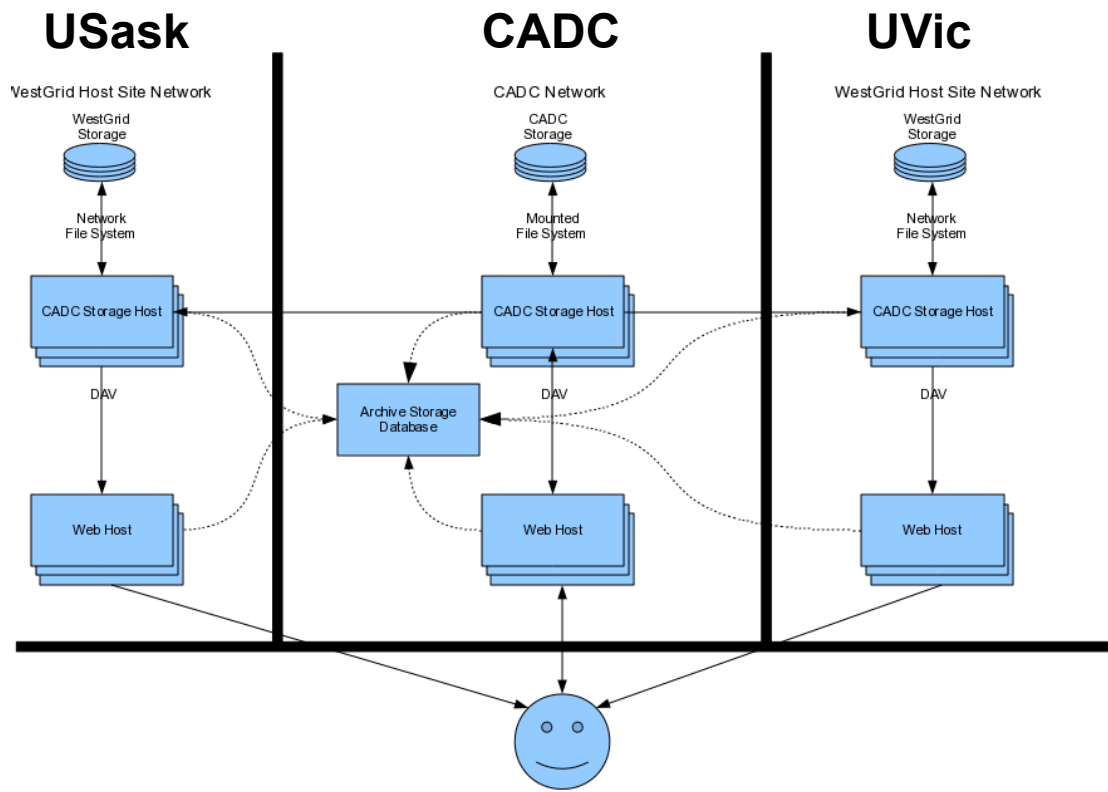 USask
CADC
UVic
WestGrid Host Site Network
CADC Network
WestGrid Host Site Network
WestGrid
Storage
CADC
Storage
WestGrid
Storage
Network
File System
Mounted
File System
Network
File System
CADC Storage Host
CADC Storage Host
CADC Storage Host
DAV
DAV
DAV
Archive Storage
Database
Web Host
Web Host
Web Host